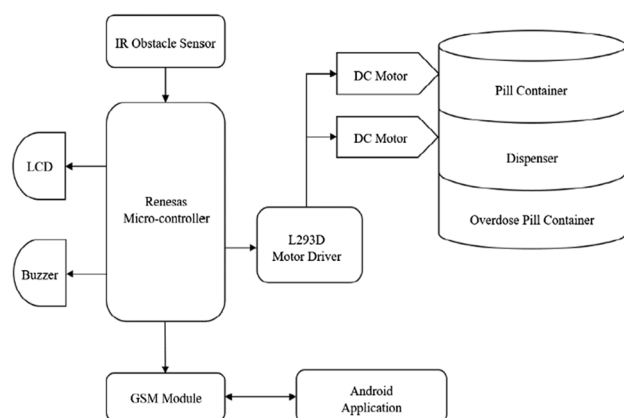 IR Obstacle Sensor
DC Motor
Pill Container
DC Motor
LCD
Dispenser
Renesas
Micro-controller
Overdose Pill Container
L293D
Motor Driver
Buzzer
GSM Module
Android
Application